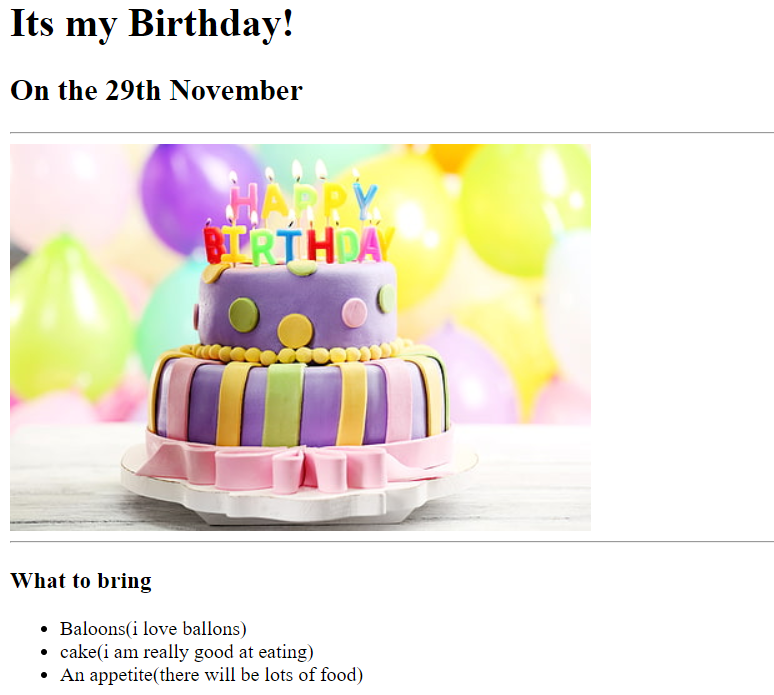 Its my Birthday!
On the 29th November
HAPPY
BIRTHDAY
What to bring
Baloons(i love ballons)
cake(i am really good at eating)
An appetite(there will be lots of food)